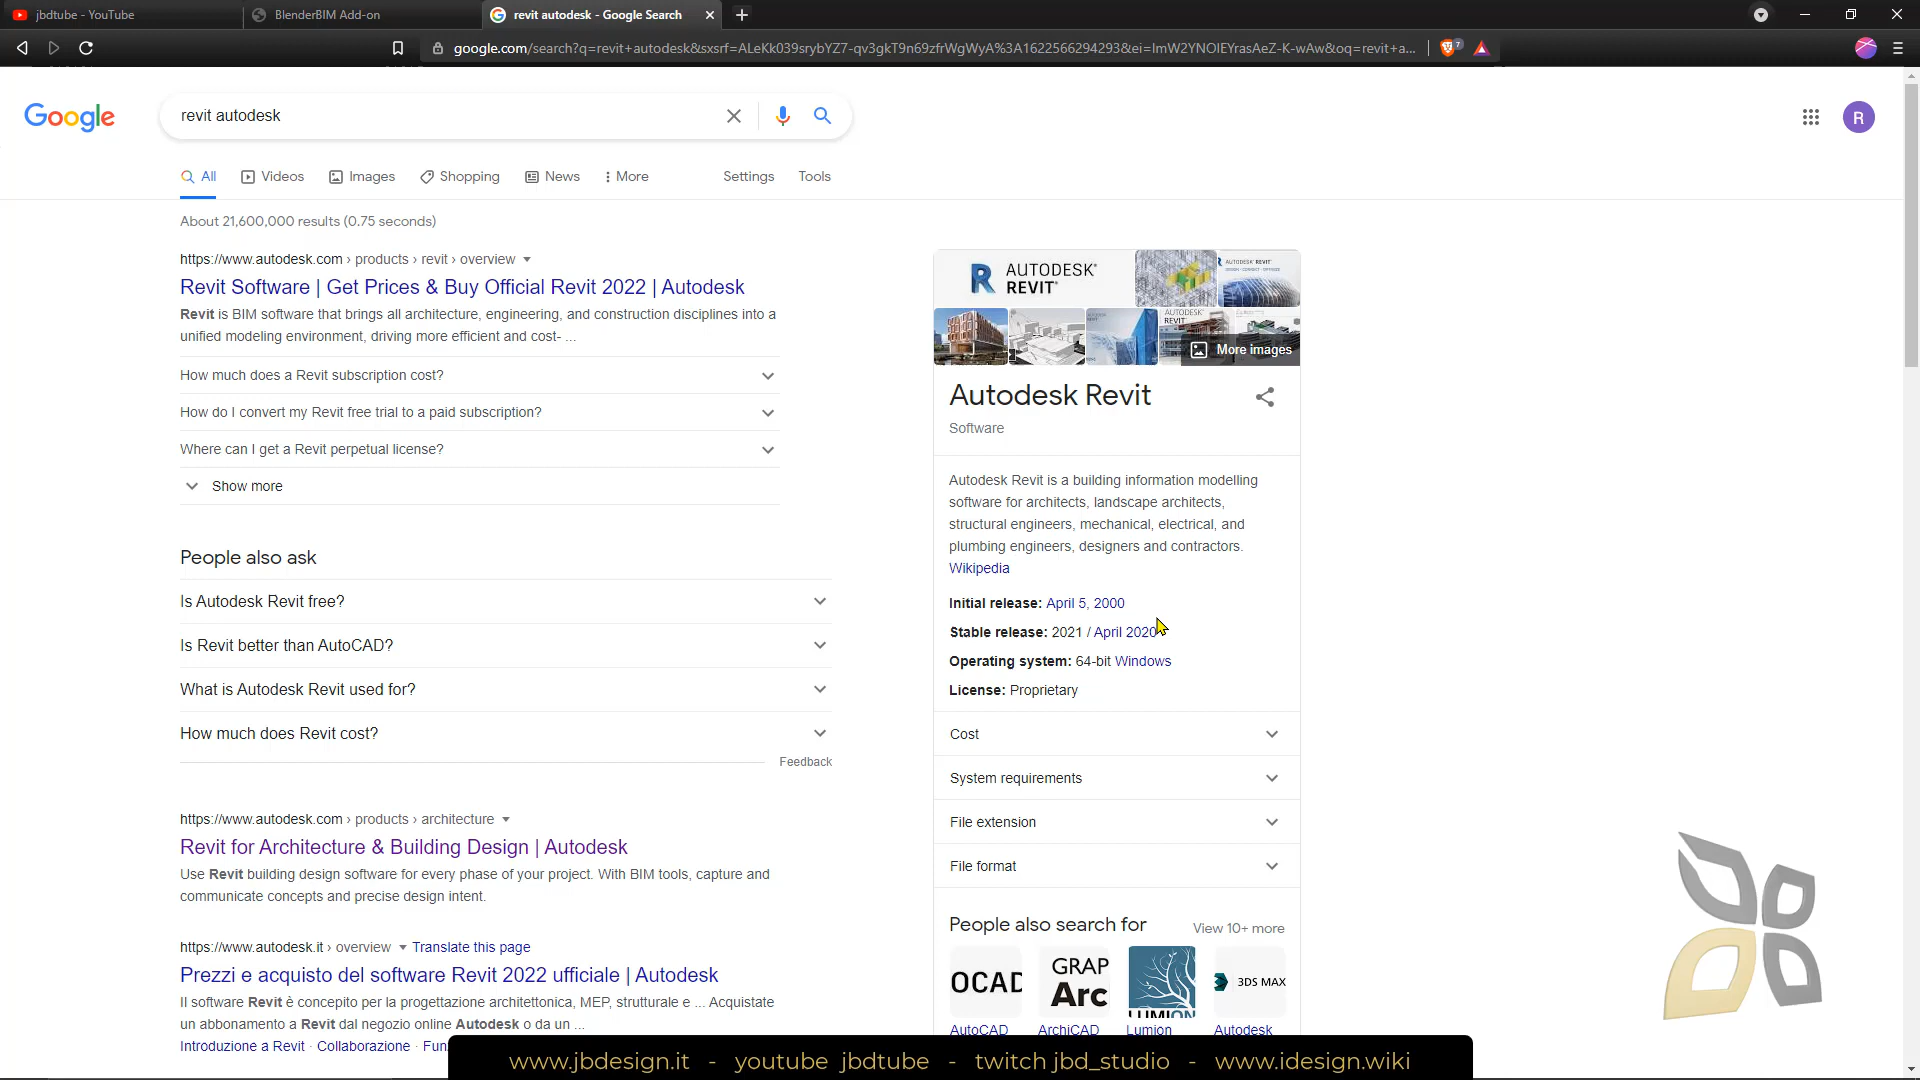 jbdtube - YouTube
BlenderBIM Add-on
revit autodesk - Google Search
google.com/search?q=revit+autodesk&sxsrf=ALeKk039srybYZ7-qv3gkT9n69zfrWgWyA%3A1622566294293&ei=ImW2YNOIEYrasAeZ-K-wAw&oq=revit+a...
7
Google
revit autodesk
R
All
Videos
Images
Shopping
News
More
Settings
Tools
About 21,600,000 results (0.75 seconds)
https://www.autodesk.com › products › revit › overview
Revit Software | Get Prices & Buy Official Revit 2022 | Autodesk
Revit is BIM software that brings all architecture, engineering, and construction disciplines into a
unified modeling environment, driving more efficient and cost- ...
How much does a Revit subscription cost?
How do I convert my Revit free trial to a paid subscription?
Where can I get a Revit perpetual license?
Show more
People also ask
Is Autodesk Revit free?
Is Revit better than AutoCAD?
What is Autodesk Revit used for?
How much does Revit cost?
Feedback
https://www.autodesk.com › products › architecture
Revit for Architecture & Building Design | Autodesk
Use Revit building design software for every phase of your project. With BIM tools, capture and
communicate concepts and precise design intent.
https://www.autodesk.it › overview
Translate this page
Prezzi e acquisto del software Revit 2022 ufficiale | Autodesk
Il software Revit è concepito per la progettazione architettonica, MEP, strutturale e ... Acquistate
un abbonamento a Revit dal negozio online Autodesk o da un ...
Introduzione a Revit · Collaborazione · Fun
R AUTODESK®
REVIT®
AUTODESK® REVIT®
AUTODESK®
REVIT®
More images
Autodesk Revit
Software
Autodesk Revit is a building information modelling
software for architects, landscape architects,
structural engineers, mechanical, electrical, and
plumbing engineers, designers and contractors.
Wikipedia
Initial release: April 5, 2000
Stable release: 2021 / April 2020
Operating system: 64-bit Windows
License: Proprietary
Cost
System requirements
File extension
File format
People also search for
View 10+ more
OCAD
GRAP
Arc
LUMION
3DS MAX
AutoCAD
ArchiCAD
Lumion
Autodesk
www.jbdesign.it - youtube jbdtube - twitch jbd_studio - www.idesign.wiki